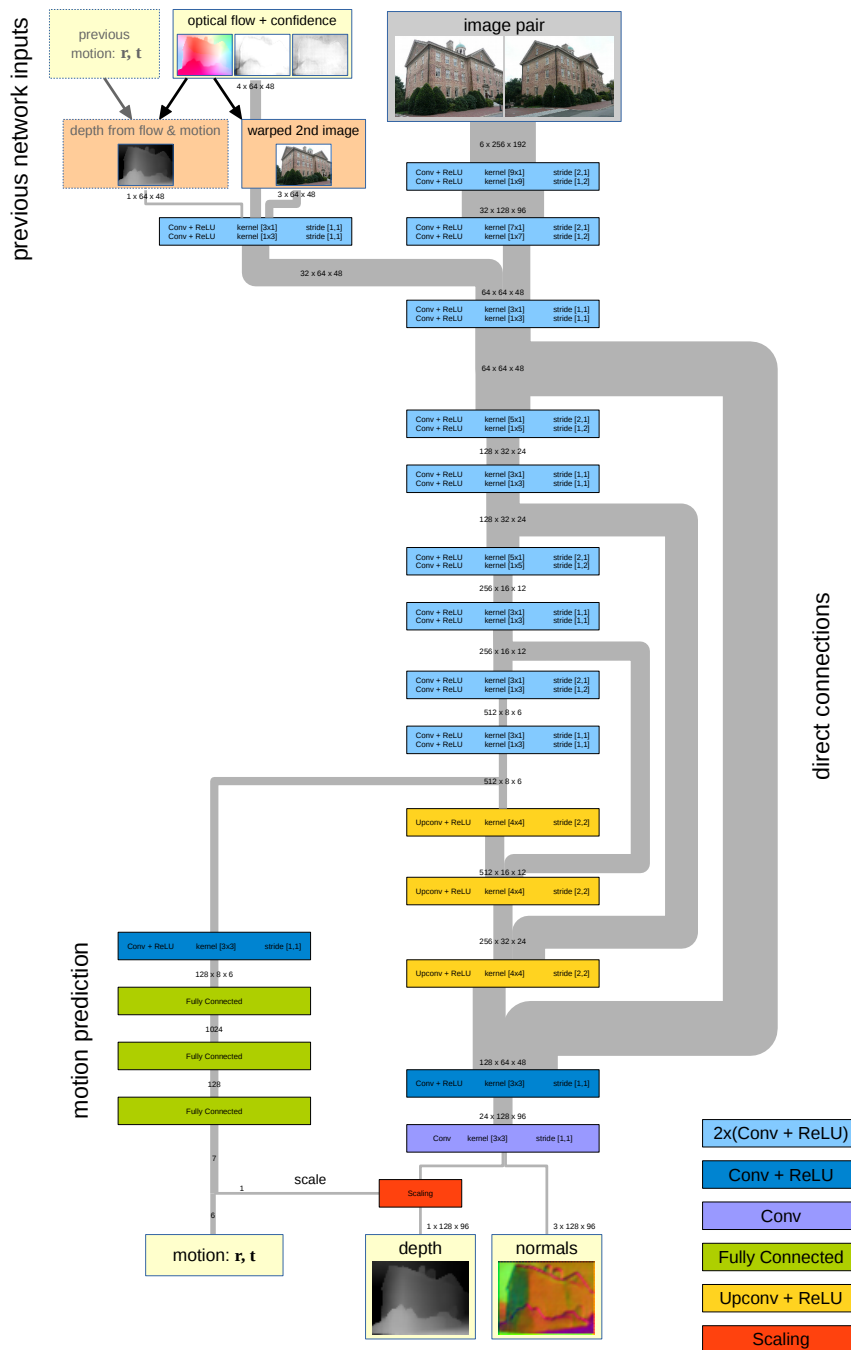 previous network inputs
previous
motion: r, t
optical flow + confidence
image pair
4 x 64 x 48
depth from flow & motion
warped 2nd image
6 x 256 x 192
1 x 64 x 48
3 x 64 x 48
Conv + ReLU kernel [9x1] stride [2,1]
Conv + ReLU kernel [1x9] stride [1,2]
32 x 128 x 96
Conv + ReLU kernel [3x1] stride [1,1]
Conv + ReLU kernel [1x3] stride [1,1]
Conv + ReLU kernel [7x1] stride [2,1]
Conv + ReLU kernel [1x7] stride [1,2]
32 x 64 x 48
64 x 64 x 48
Conv + ReLU kernel [3x1] stride [1,1]
Conv + ReLU kernel [1x3] stride [1,1]
64 x 64 x 48
Conv + ReLU kernel [5x1] stride [2,1]
Conv + ReLU kernel [1x5] stride [1,2]
128 x 32 x 24
Conv + ReLU kernel [3x1] stride [1,1]
Conv + ReLU kernel [1x3] stride [1,1]
128 x 32 x 24
Conv + ReLU kernel [5x1] stride [2,1]
Conv + ReLU kernel [1x5] stride [1,2]
256 x 16 x 12
Conv + ReLU kernel [3x1] stride [1,1]
Conv + ReLU kernel [1x3] stride [1,1]
256 x 16 x 12
Conv + ReLU kernel [3x1] stride [2,1]
Conv + ReLU kernel [1x3] stride [1,2]
512 x 8 x 6
Conv + ReLU kernel [3x1] stride [1,1]
Conv + ReLU kernel [1x3] stride [1,1]
512 x 8 x 6
direct connections
Upconv + ReLU kernel [4x4] stride [2,2]
512 x 16 x 12
Upconv + ReLU kernel [4x4] stride [2,2]
256 x 32 x 24
Upconv + ReLU kernel [4x4] stride [2,2]
128 x 64 x 48
Conv + ReLU kernel [3x3] stride [1,1]
24 x 128 x 96
Conv kernel [3x3] stride [1,1]
motion prediction
Conv + ReLU kernel [3x3] stride [1,1]
128 x 8 x 6
Fully Connected
1024
Fully Connected
128
Fully Connected
7
scale
1
Scaling
6
1 x 128 x 96
3 x 128 x 96
motion: r, t
depth
normals
2x(Conv + ReLU)
Conv + ReLU
Conv
Fully Connected
Upconv + ReLU
Scaling